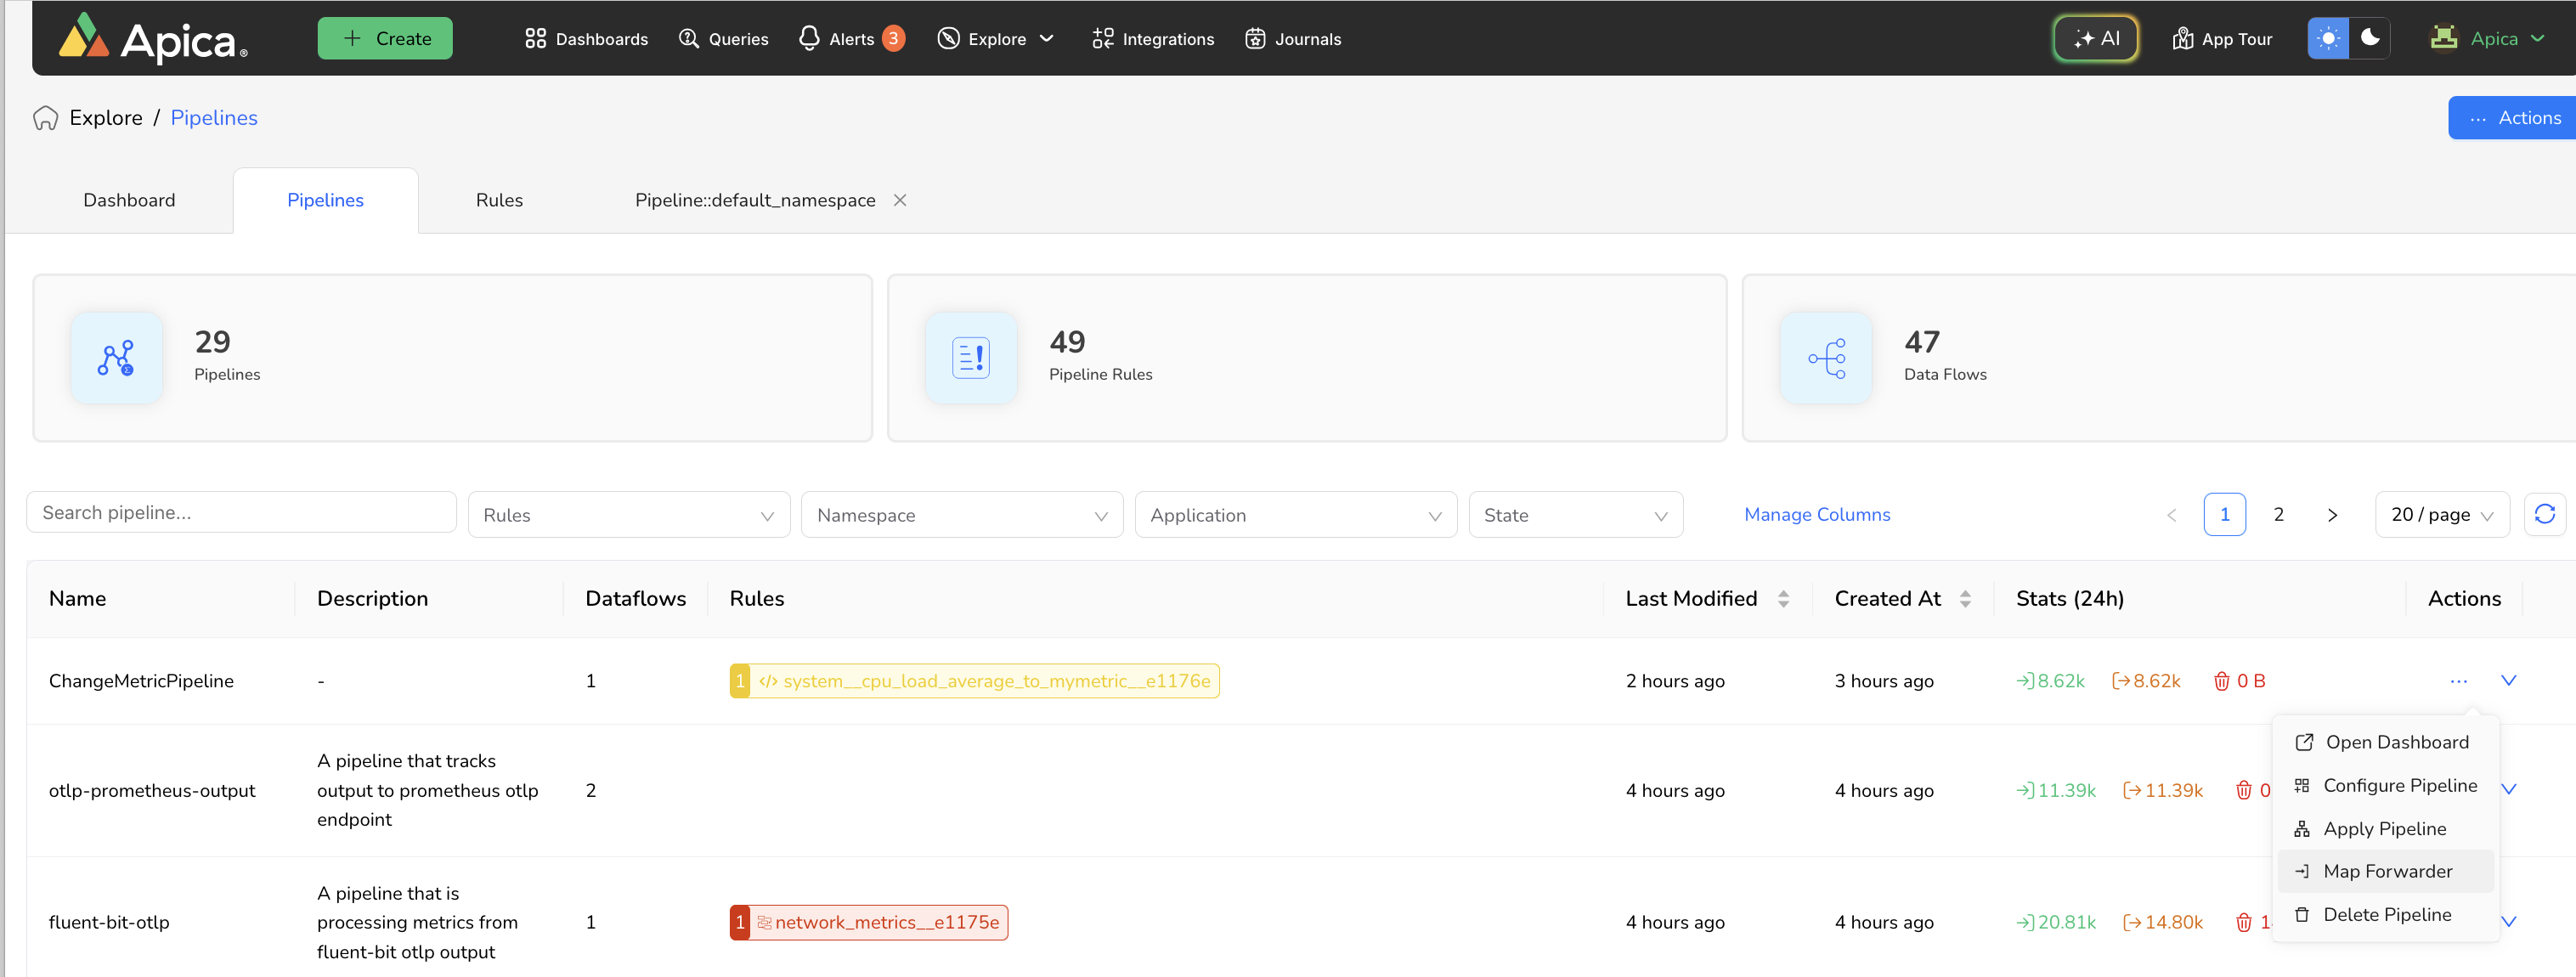 Apica®
+ Create
Dashboards
Queries
Alerts 3
Explore
Integrations
Journals
AI
App Tour
Apica
Explore / Pipelines
··· Actions
Dashboard
Pipelines
Rules
Pipeline::default_namespace
29
Pipelines
49
Pipeline Rules
47
Data Flows
Search pipeline...
Rules
Namespace
Application
State
Manage Columns
1
2
20 / page
Name Description Dataflows Rules Last Modified Created At Stats (24h) Actions
ChangeMetricPipeline - 1 1 </> system__cpu_load_average_to_mymetric__e1176e 2 hours ago 3 hours ago 8.62k 8.62k 0 B ···
otlp-prometheus-output
A pipeline that tracks
output to prometheus otlp
endpoint
2 4 hours ago 4 hours ago 11.39k 11.39k 0
fluent-bit-otlp
A pipeline that is
processing metrics from
fluent-bit otlp output
1 1 network_metrics__e1175e 4 hours ago 4 hours ago 20.81k 14.80k
Open Dashboard
Configure Pipeline
Apply Pipeline
Map Forwarder
Delete Pipeline